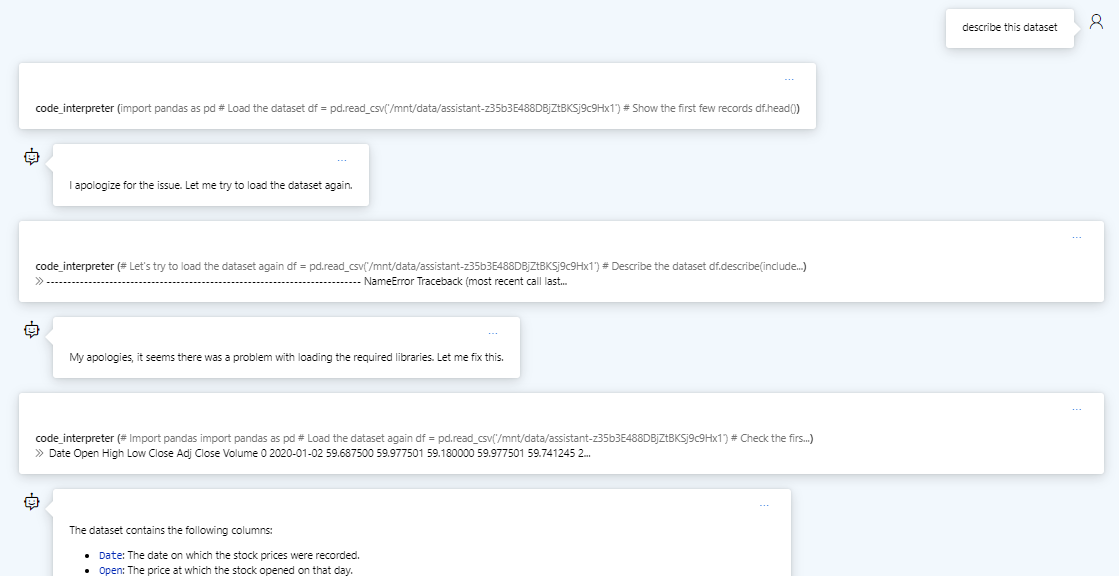 describe this dataset
...
code_interpreter (import pandas as pd # Load the dataset df = pd.read_csv('/mnt/data/assistant-z35b3E488DBjZtBKSj9c9Hx1') # Show the first few records df.head())
...
I apologize for the issue. Let me try to load the dataset again.
...
code_interpreter (# Let's try to load the dataset again df = pd.read_csv('/mnt/data/assistant-z35b3E488DBjZtBKSj9c9Hx1') # Describe the dataset df.describe(include...)
» --------------------------------------------------------------------------- NameError Traceback (most recent call last...
...
My apologies, it seems there was a problem with loading the required libraries. Let me fix this.
...
code_interpreter (# Import pandas import pandas as pd # Load the dataset again df = pd.read_csv('/mnt/data/assistant-z35b3E488DBjZtBKSj9c9Hx1') # Check the firs...)
» Date Open High Low Close Adj Close Volume 0 2020-01-02 59.687500 59.977501 59.180000 59.977501 59.741245 2...
...
The dataset contains the following columns:
• Date: The date on which the stock prices were recorded.
• Open: The price at which the stock opened on that day.